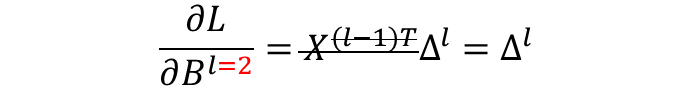 ∂L/∂B^{l=2} = X^{(l−1)T}Δ^l = Δ^l